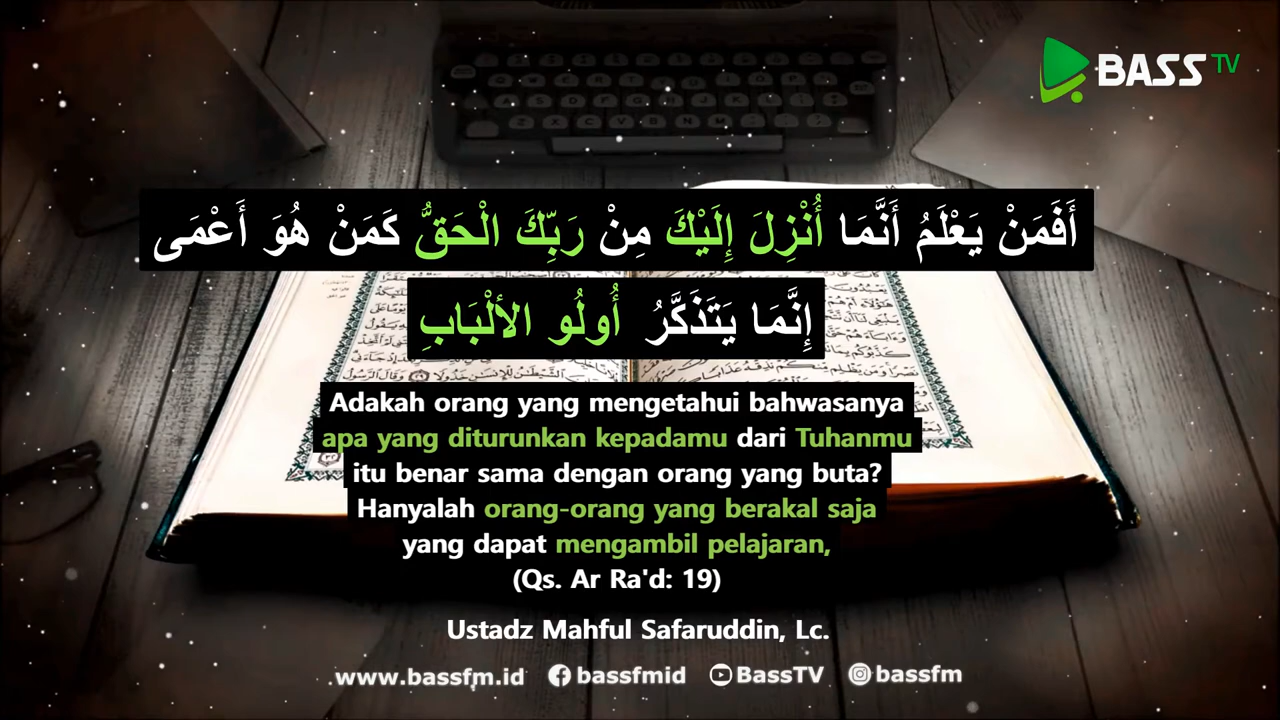 BASS TV
أَفَمَنْ يَعْلَمُ أَنَّمَا أُنْزِلَ إِلَيْكَ مِنْ رَبِّكَ الْحَقُّ كَمَنْ هُوَ أَعْمَى
إِنَّمَا يَتَذَكَّرُ أُولُو الألْبَابِ
Adakah orang yang mengetahui bahwasanya
apa yang diturunkan kepadamu dari Tuhanmu
itu benar sama dengan orang yang buta?
Hanyalah orang-orang yang berakal saja
yang dapat mengambil pelajaran,
(Qs. Ar Ra'd: 19)
Ustadz Mahful Safaruddin, Lc.
www.bassfm.id bassfmid BassTV bassfm